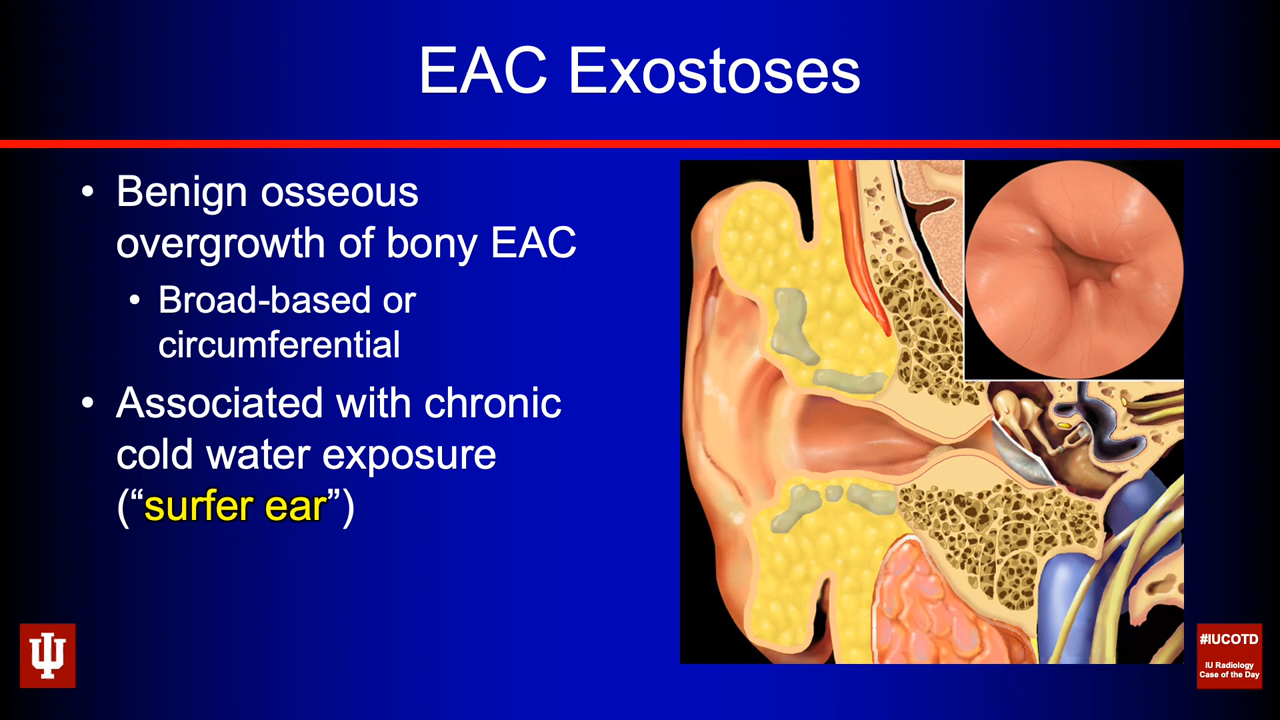 EAC Exostoses
• Benign osseous
overgrowth of bony EAC
• Broad-based or
circumferential
• Associated with chronic
cold water exposure
(“surfer ear”)
#IUCOTD
IU Radiology
Case of the Day